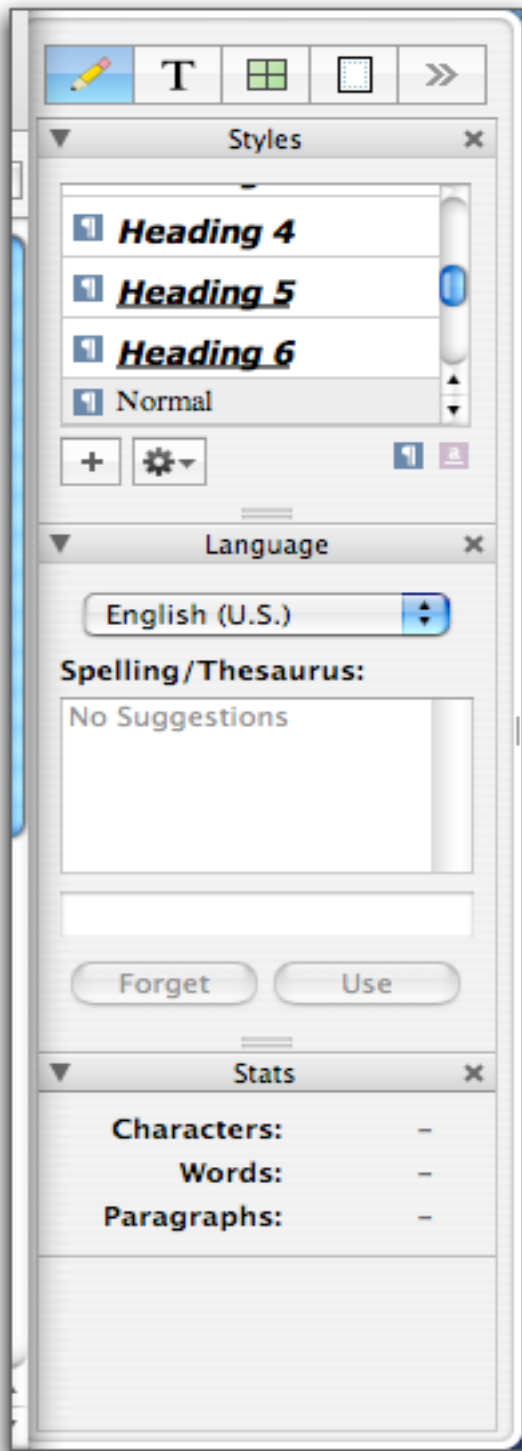 T
Styles
Heading 4
Heading 5
Heading 6
Normal
Language
English (U.S.)
Spelling/Thesaurus:
No Suggestions
Forget
Use
Stats
Characters: –
Words: –
Paragraphs: –